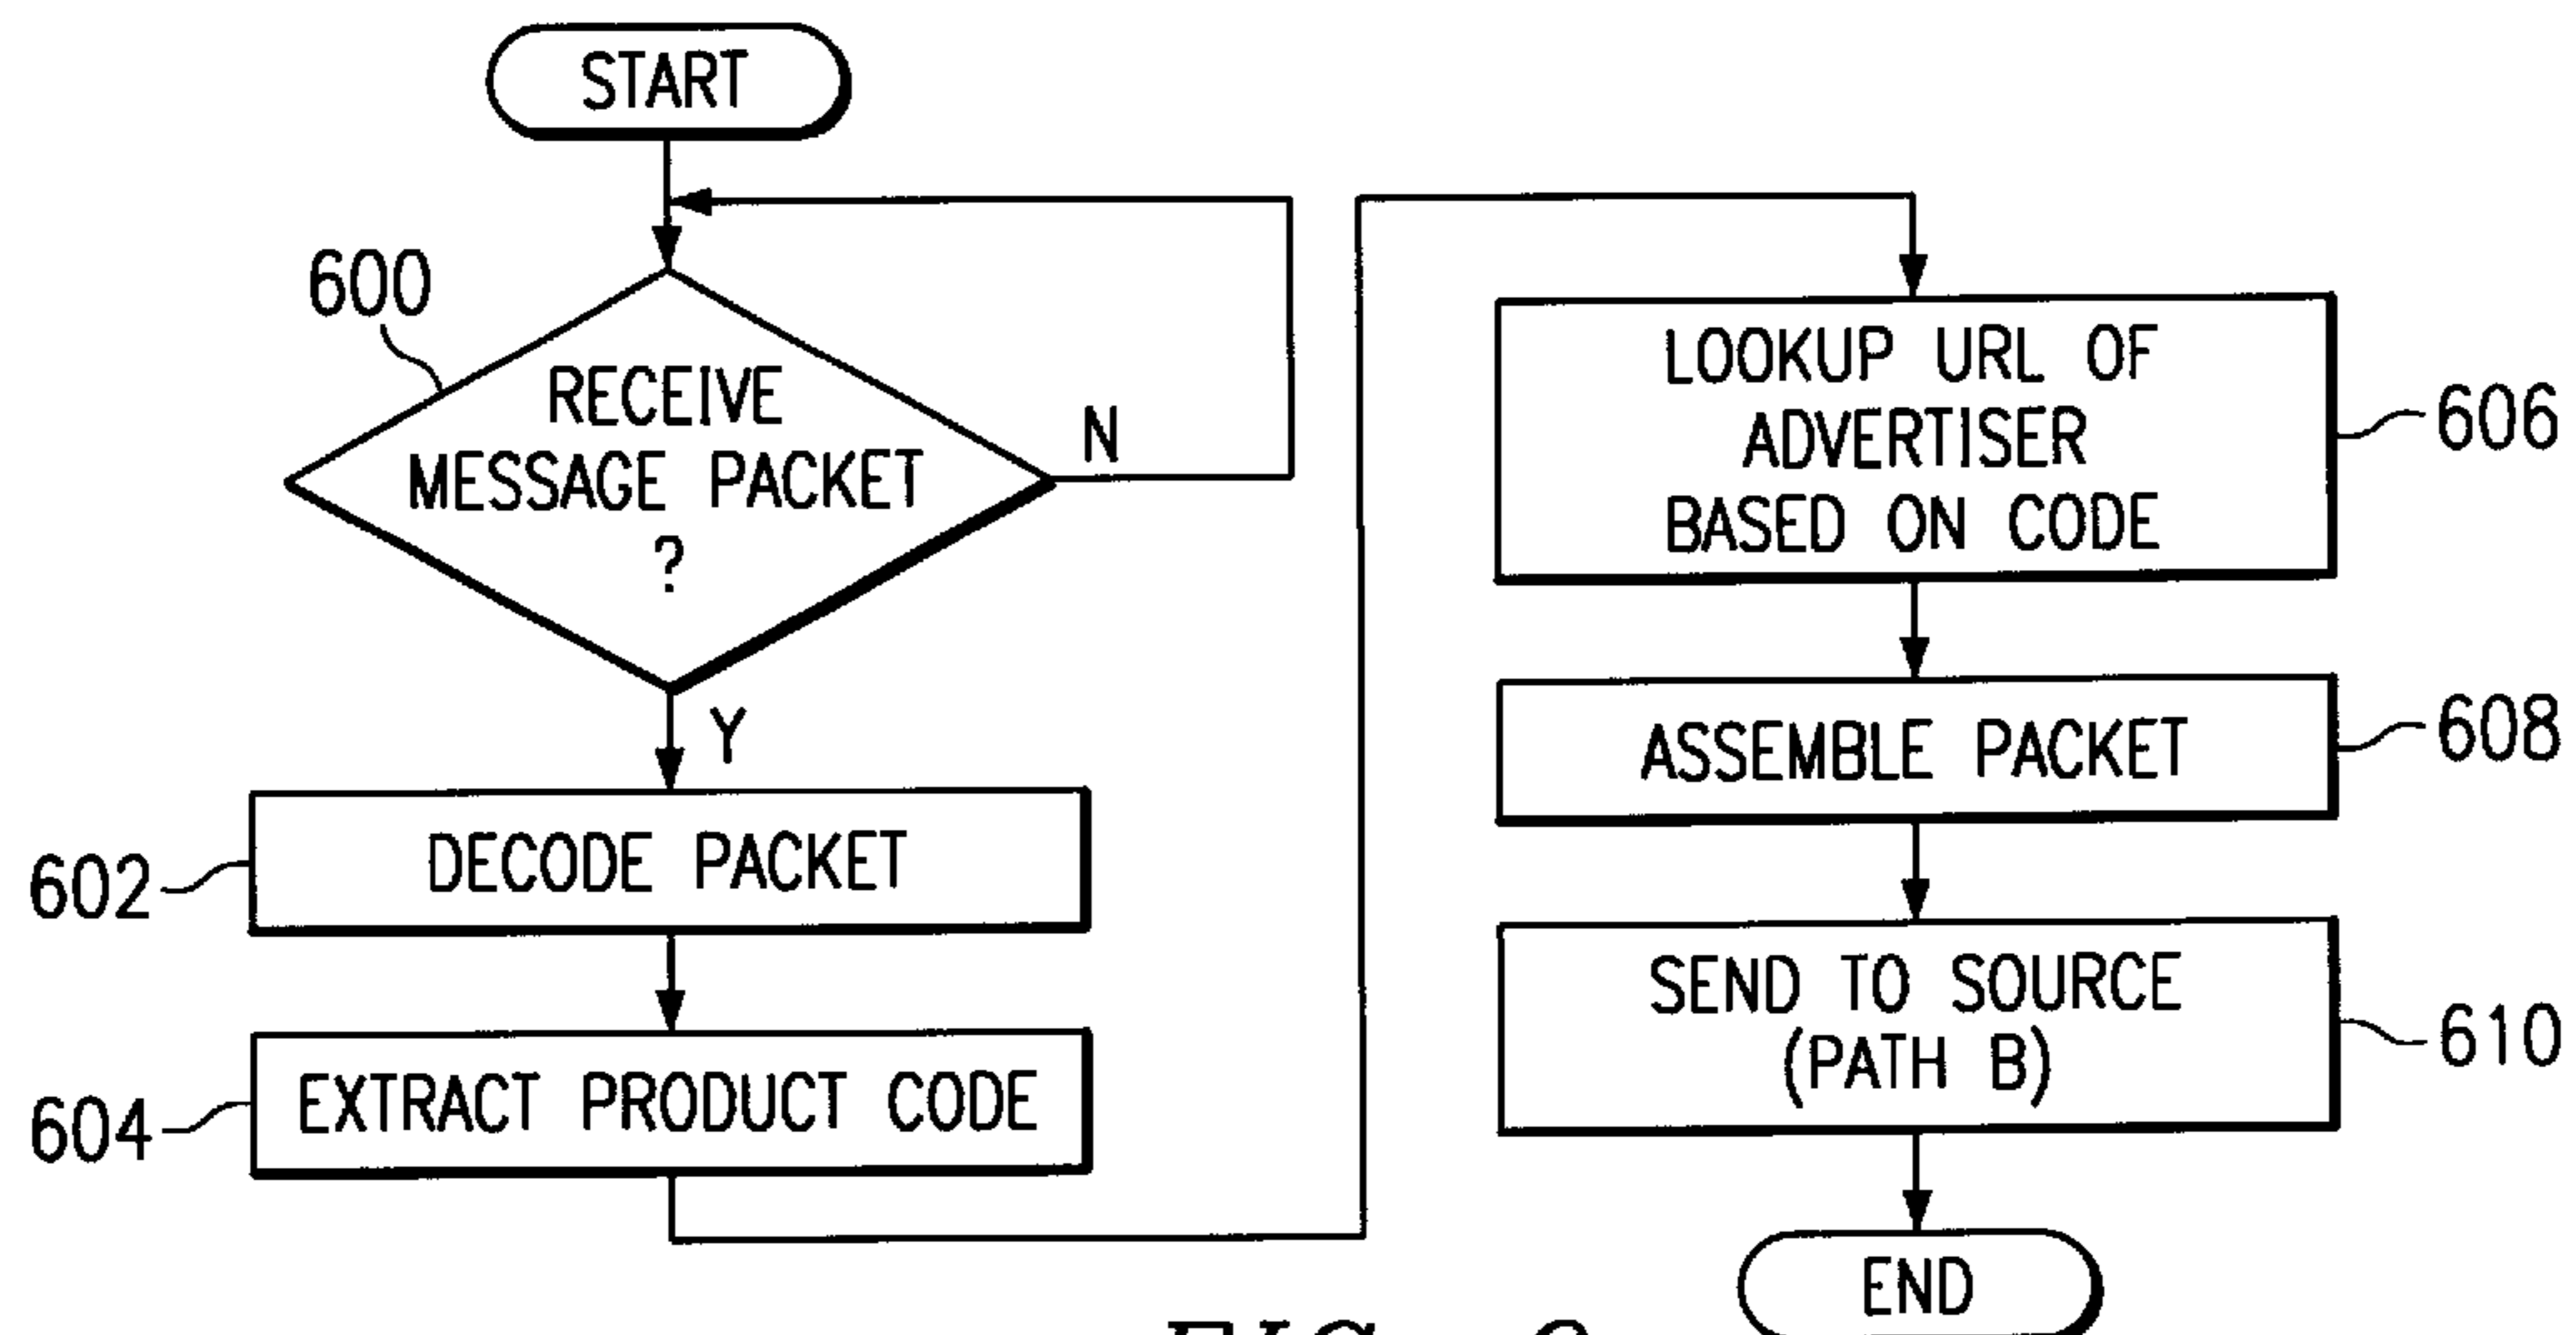 START
600
RECEIVE
MESSAGE PACKET
?
N
Y
602
DECODE PACKET
604
EXTRACT PRODUCT CODE
LOOKUP URL OF
ADVERTISER
BASED ON CODE
606
ASSEMBLE PACKET
608
SEND TO SOURCE
(PATH B)
610
END